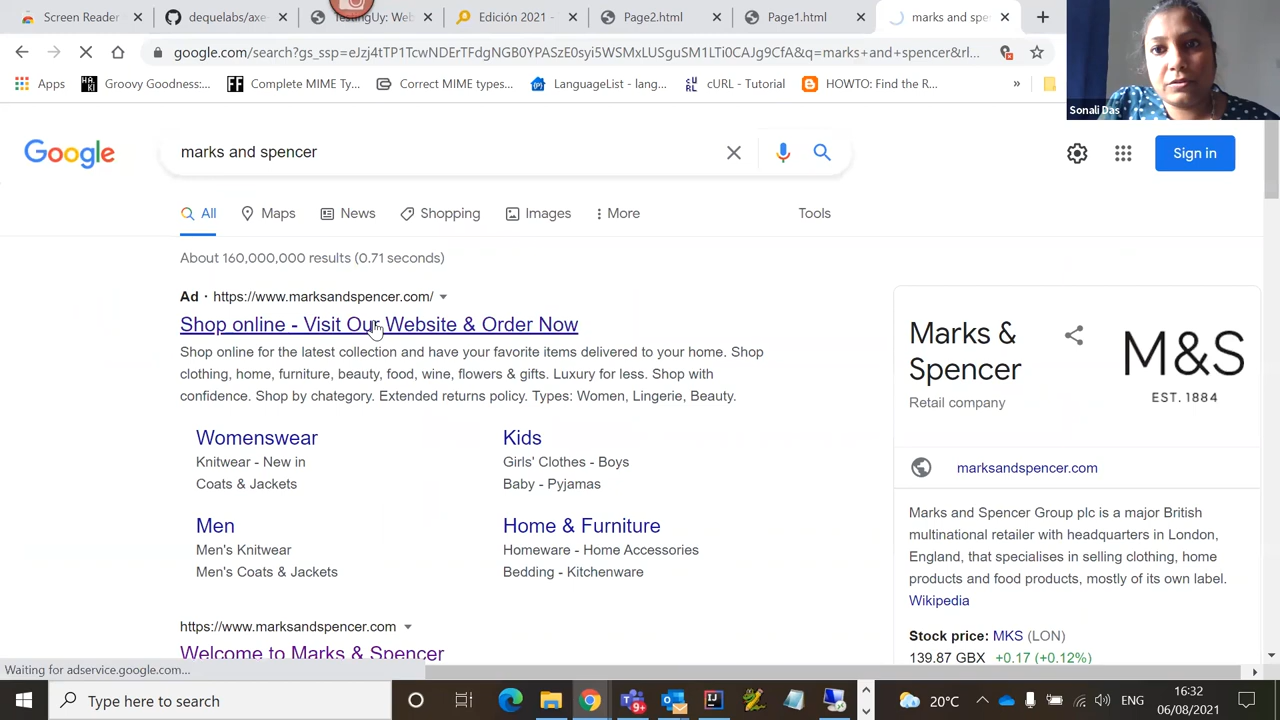 Screen Reader
dequelabs/axe-
TestingUy: Web
Edición 2021 -
Page2.html
Page1.html
marks and spe
google.com/search?gs_ssp=eJzj4tTP1TcwNDErTFdgNGB0YPASzE0syi5WSMxLUSguSM1LTi0CAJg9CfA&q=marks+and+spencer&rl...
Apps
Groovy Goodness:...
Complete MIME Ty...
Correct MIME types...
LanguageList - lang...
cURL - Tutorial
HOWTO: Find the R...
»
Sonali Das
Google
marks and spencer
Sign in
All
Maps
News
Shopping
Images
More
Tools
About 160,000,000 results (0.71 seconds)
Ad · https://www.marksandspencer.com/
Shop online - Visit Our Website & Order Now
Shop online for the latest collection and have your favorite items delivered to your home. Shop
clothing, home, furniture, beauty, food, wine, flowers & gifts. Luxury for less. Shop with
confidence. Shop by chategory. Extended returns policy. Types: Women, Lingerie, Beauty.
Womenswear
Knitwear - New in
Coats & Jackets
Kids
Girls' Clothes - Boys
Baby - Pyjamas
Men
Men's Knitwear
Men's Coats & Jackets
Home & Furniture
Homeware - Home Accessories
Bedding - Kitchenware
https://www.marksandspencer.com
Welcome to Marks & Spencer
Marks &
Spencer
Retail company
M&S
EST. 1884
marksandspencer.com
Marks and Spencer Group plc is a major British
multinational retailer with headquarters in London,
England, that specialises in selling clothing, home
products and food products, mostly of its own label.
Wikipedia
Stock price: MKS (LON)
139.87 GBX +0.17 (+0.12%)
Waiting for adservice.google.com...
Type here to search
20°C
ENG
16:32
06/08/2021